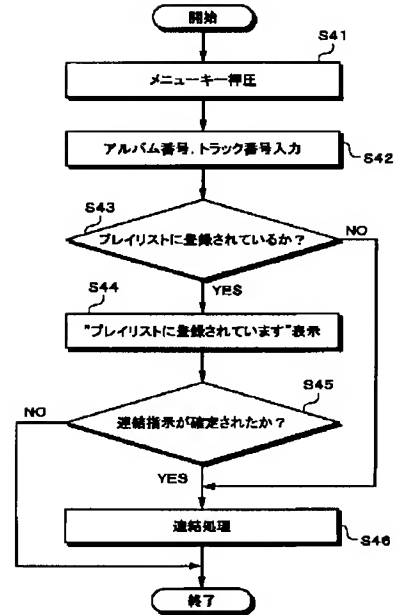 開始
S41
メニューキー押圧
アルバム番号,トラック番号入力
S42
S43
プレイリストに登録されているか?
NO
YES
S44
"プレイリストに登録されています"表示
S45
NO
連結指示が確定されたか?
YES
連結処理
S46
終了